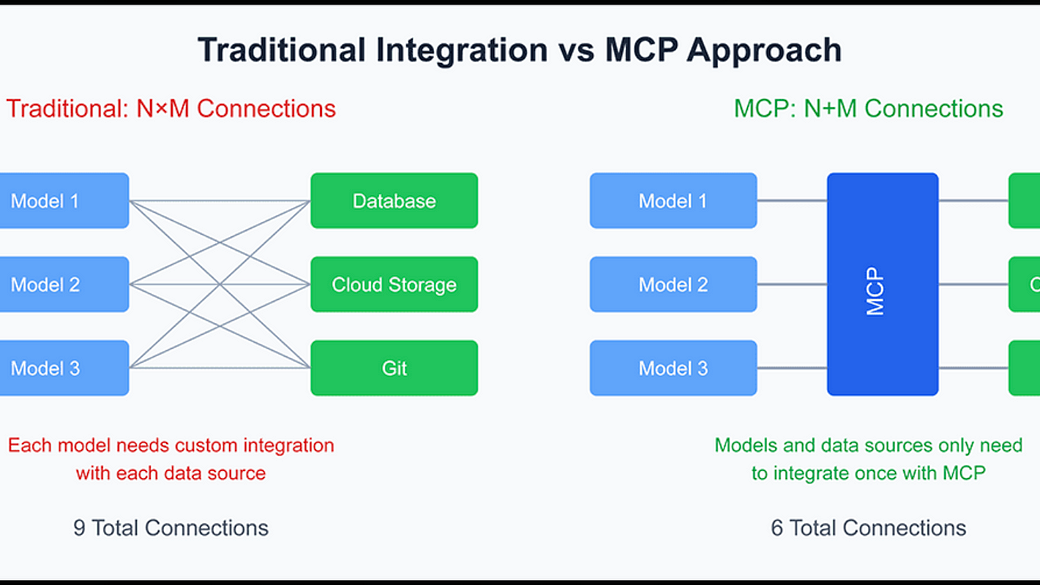 Traditional Integration vs MCP Approach
Traditional: N×M Connections
Model 1
Database
Model 2
Cloud Storage
Model 3
Git
Each model needs custom integration
with each data source
9 Total Connections
MCP: N+M Connections
Model 1
Model 2
Model 3
MCP
C
Models and data sources only need
to integrate once with MCP
6 Total Connections